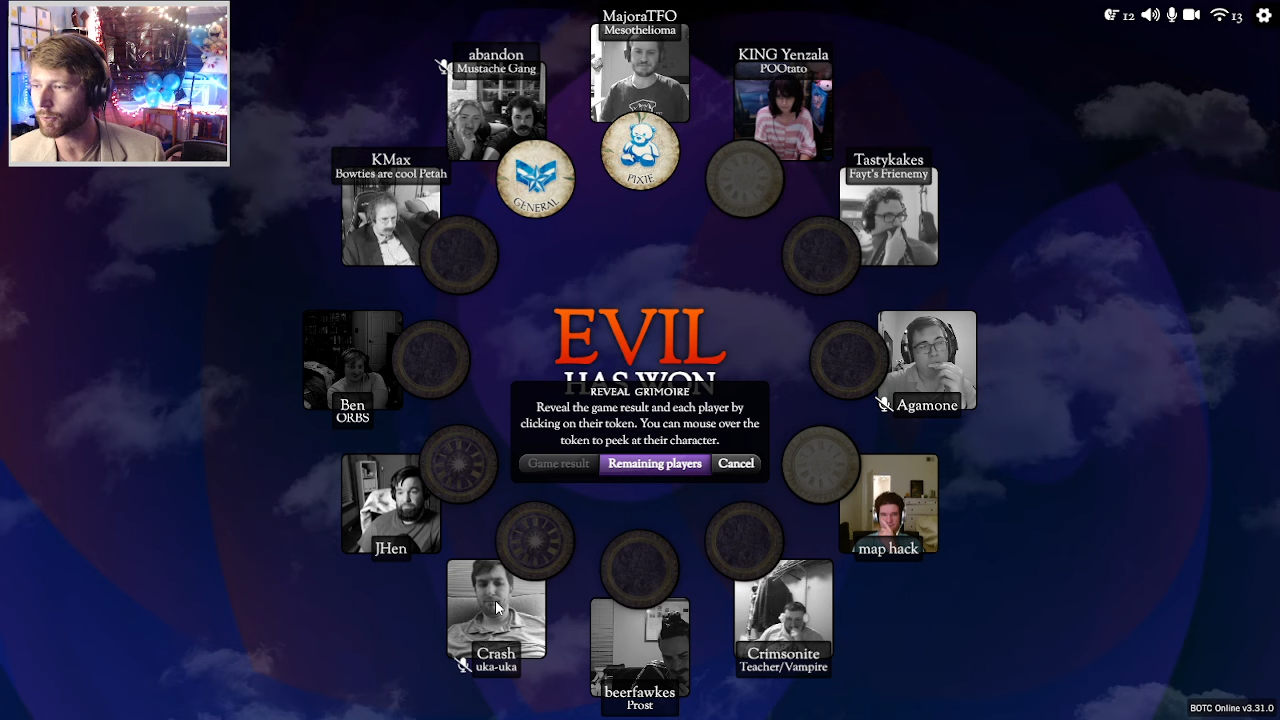 12
13
MajoraTFO
Mesothelioma
abandon
Mustache Gang
KING Yenzala
POOtato
KMax
Bowties are cool Petah
Tastykakes
Fayt's Frienemy
GENERAL
PIXIE
EVIL
HAS WON
REVEAL GRIMOIRE
Reveal the game result and each player by
clicking on their token. You can mouse over the
token to peek at their character.
Game result
Remaining players
Cancel
Ben
ORBS
Agamone
JHen
map hack
Crash
uka-uka
Crimsonite
Teacher/Vampire
beerfawkes
Prost
BOTC Online v3.31.0